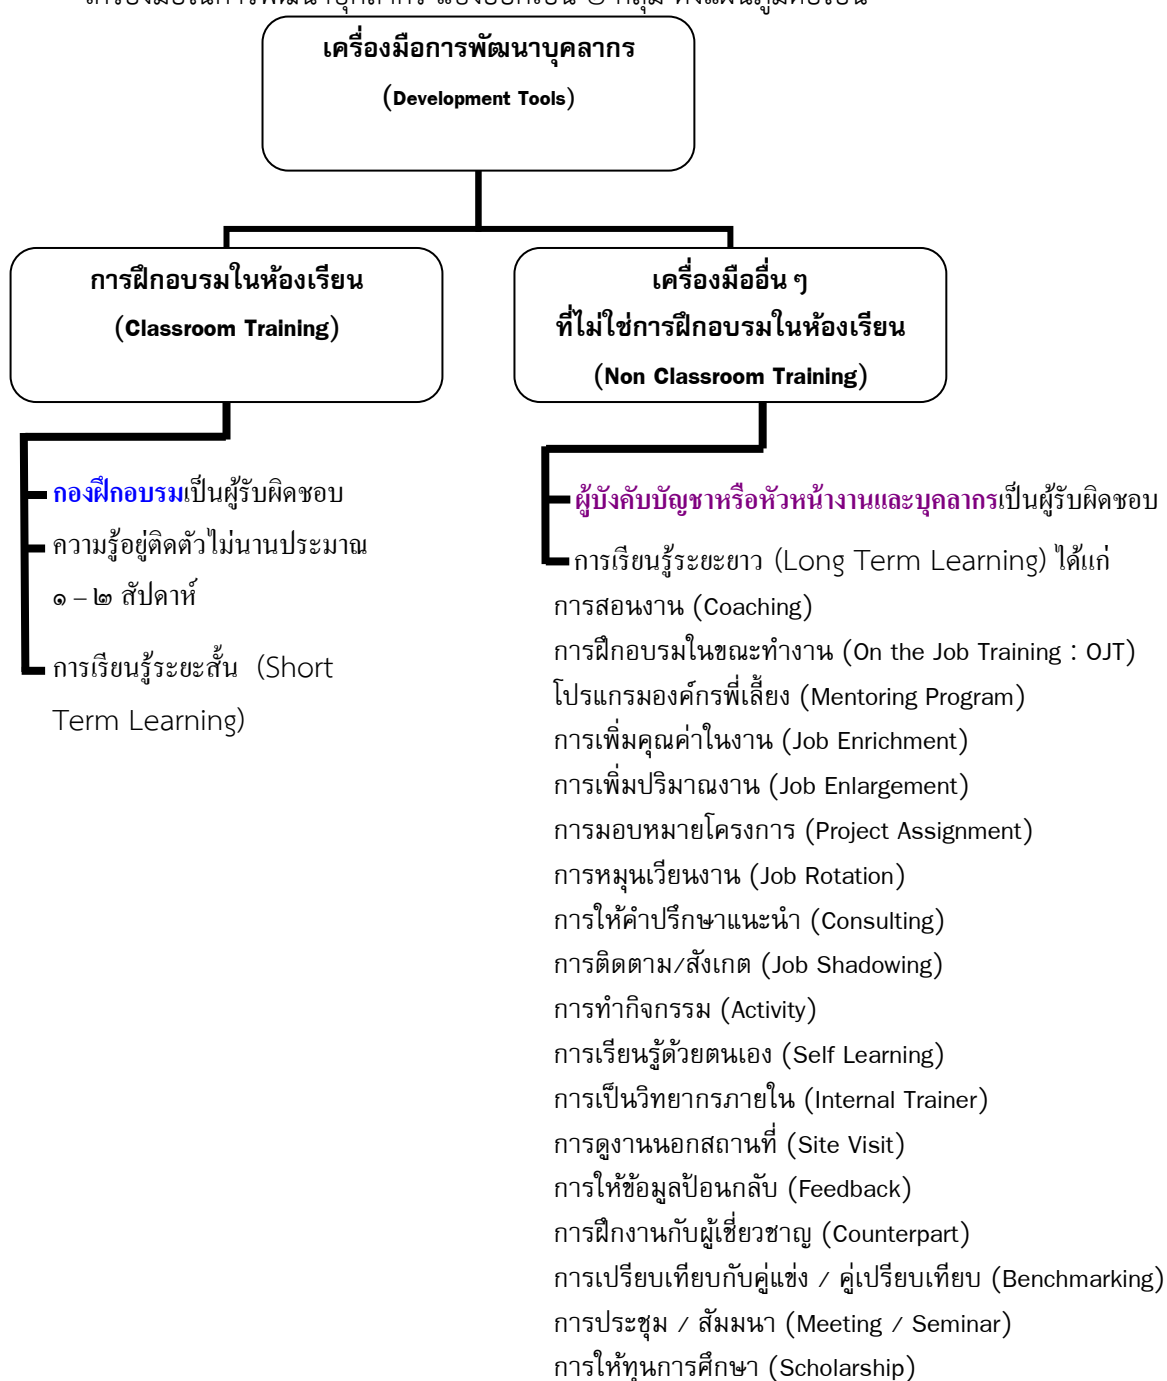 เครื่องมือการพัฒนาบุคลากร
(Development Tools)
การฝึกอบรมในห้องเรียน
(Classroom Training)
เครื่องมืออื่น ๆ
ที่ไม่ใช่การฝึกอบรมในห้องเรียน
(Non Classroom Training)
กองฝึกอบรมเป็นผู้รับผิดชอบ
ความรู้อยู่ติดตัวไม่นานประมาณ
๑ – ๒ สัปดาห์
การเรียนรู้ระยะสั้น (Short
Term Learning)
ผู้บังคับบัญชาหรือหัวหน้างานและบุคลากรเป็นผู้รับผิดชอบ
การเรียนรู้ระยะยาว (Long Term Learning) ได้แก่
การสอนงาน (Coaching)
การฝึกอบรมในขณะทำงาน (On the Job Training : OJT)
โปรแกรมองค์กรพี่เลี้ยง (Mentoring Program)
การเพิ่มคุณค่าในงาน (Job Enrichment)
การเพิ่มปริมาณงาน (Job Enlargement)
การมอบหมายโครงการ (Project Assignment)
การหมุนเวียนงาน (Job Rotation)
การให้คำปรึกษาแนะนำ (Consulting)
การติดตาม/สังเกต (Job Shadowing)
การทำกิจกรรม (Activity)
การเรียนรู้ด้วยตนเอง (Self Learning)
การเป็นวิทยากรภายใน (Internal Trainer)
การดูงานนอกสถานที่ (Site Visit)
การให้ข้อมูลป้อนกลับ (Feedback)
การฝึกงานกับผู้เชี่ยวชาญ (Counterpart)
การเปรียบเทียบกับคู่แข่ง / คู่เปรียบเทียบ (Benchmarking)
การประชุม / สัมมนา (Meeting / Seminar)
การให้ทุนการศึกษา (Scholarship)